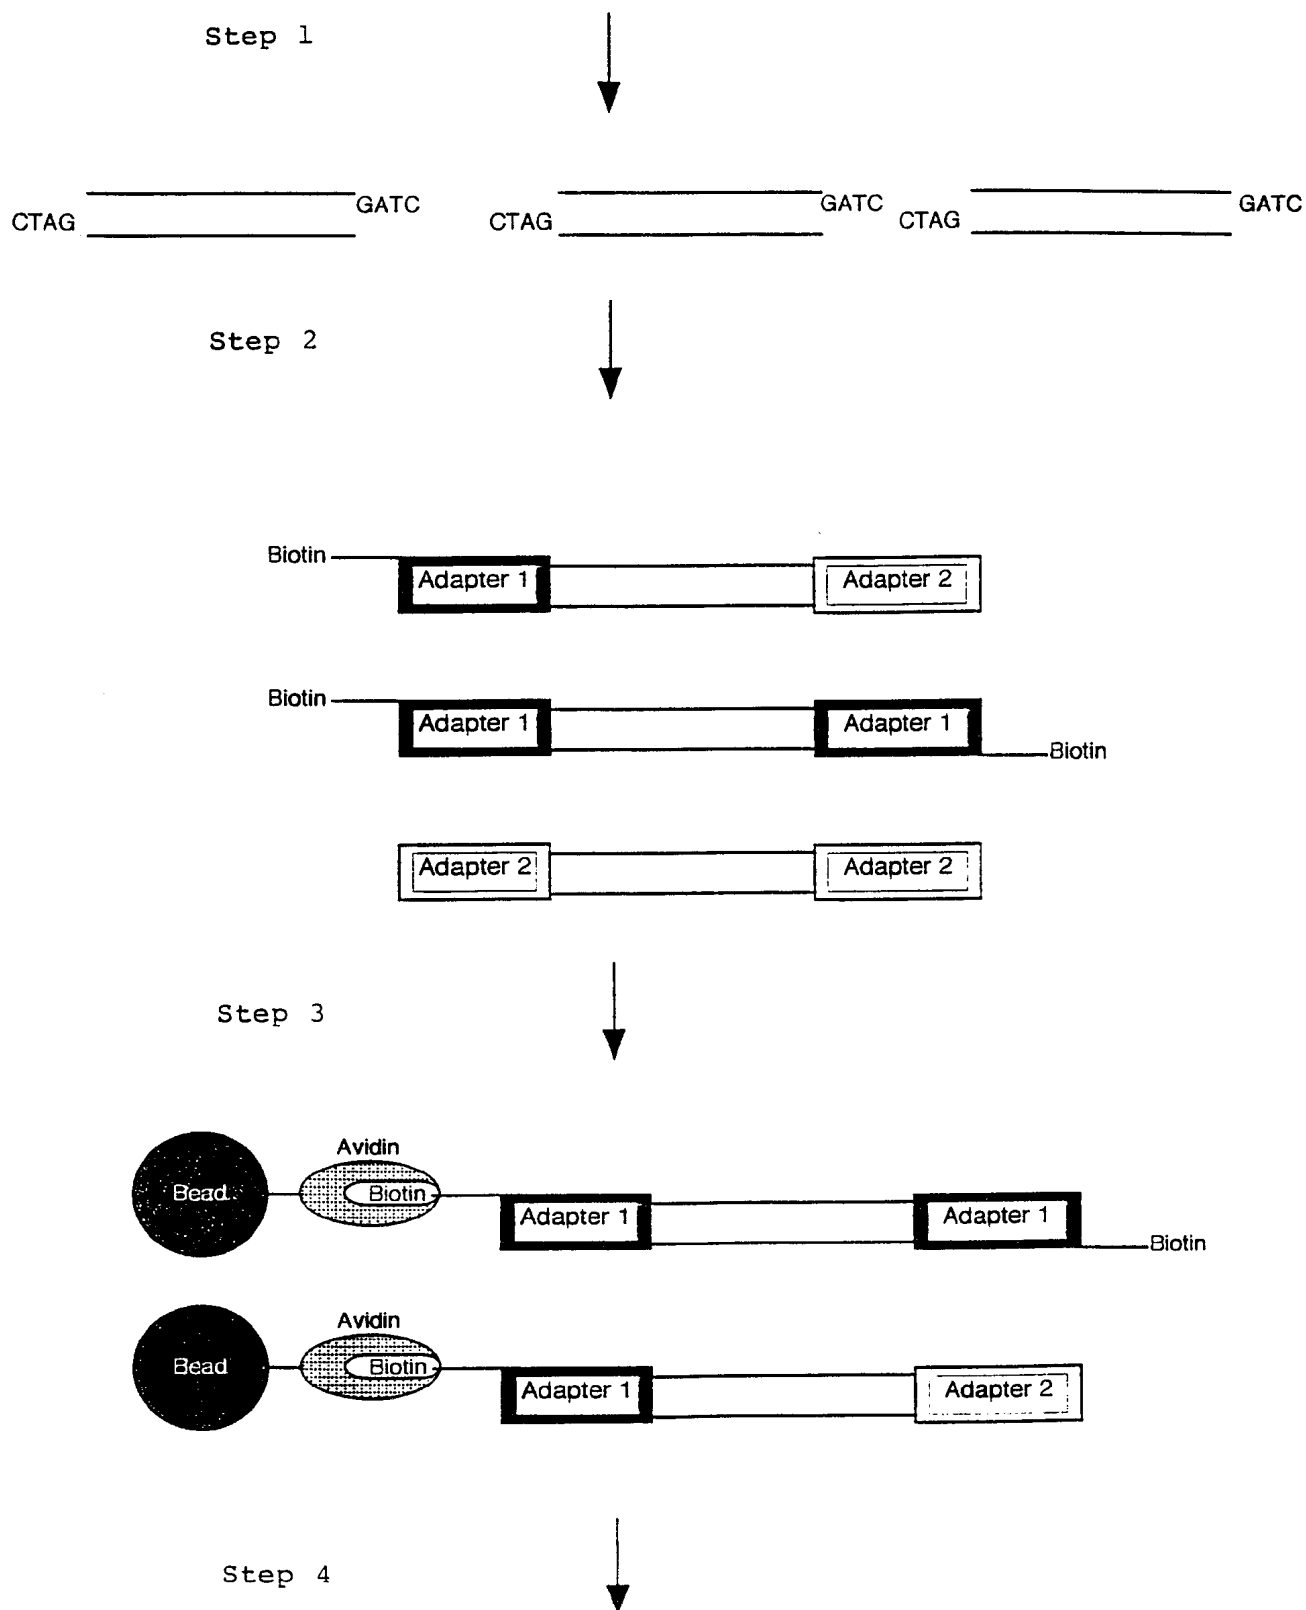 Step 1
GATC GATC GATC
CTAG CTAG CTAG
Step 2
Biotin
Adapter 1 Adapter 2
Biotin
Adapter 1 Adapter 1
Biotin
Adapter 2 Adapter 2
Step 3
Avidin
Bead Biotin
Adapter 1 Adapter 1
Biotin
Avidin
Bead Biotin
Adapter 1 Adapter 2
Step 4